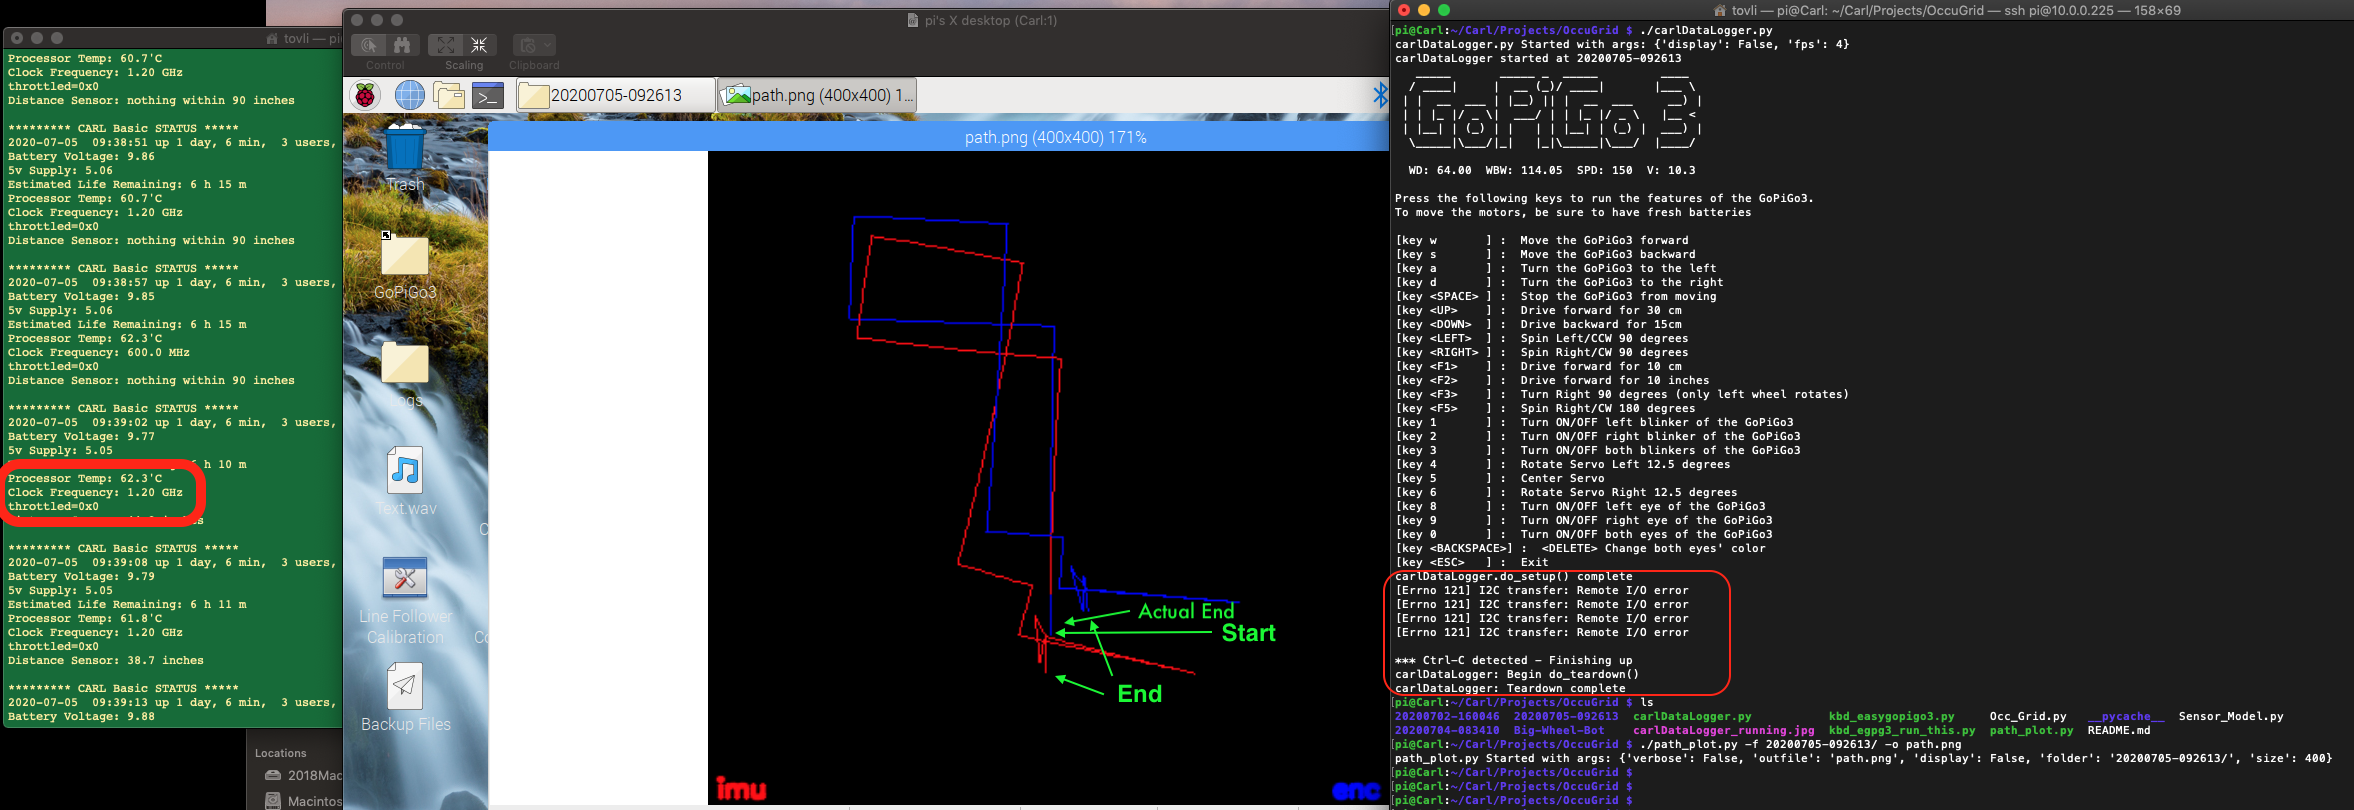 tovli — pi
Processor Temp: 60.7'C
Clock Frequency: 1.20 GHz
throttled=0x0
Distance Sensor: nothing within 90 inches
********* CARL Basic STATUS *****
2020-07-05  09:38:51 up 1 day, 6 min,  3 users,
Battery Voltage: 9.86
5v Supply: 5.06
Estimated Life Remaining: 6 h 15 m
Processor Temp: 60.7'C
Clock Frequency: 1.20 GHz
throttled=0x0
Distance Sensor: nothing within 90 inches
********* CARL Basic STATUS *****
2020-07-05  09:38:57 up 1 day, 6 min,  3 users,
Battery Voltage: 9.85
5v Supply: 5.06
Estimated Life Remaining: 6 h 15 m
Processor Temp: 62.3'C
Clock Frequency: 600.0 MHz
throttled=0x0
Distance Sensor: nothing within 90 inches
********* CARL Basic STATUS *****
2020-07-05  09:39:02 up 1 day, 6 min,  3 users,
Battery Voltage: 9.77
5v Supply: 5.05
6 h 10 m
Processor Temp: 62.3'C
Clock Frequency: 1.20 GHz
throttled=0x0
********* CARL Basic STATUS *****
2020-07-05  09:39:08 up 1 day, 6 min,  3 users,
Battery Voltage: 9.79
5v Supply: 5.05
Estimated Life Remaining: 6 h 11 m
Processor Temp: 61.8'C
Clock Frequency: 1.20 GHz
throttled=0x0
Distance Sensor: 38.7 inches
********* CARL Basic STATUS *****
2020-07-05  09:39:13 up 1 day, 6 min,  3 users,
Battery Voltage: 9.88
Locations
2018Mac
Macintos
pi's X desktop (Carl:1)
Control
Scaling
Clipboard
20200705-092613
path.png (400x400) 1...
path.png (400x400) 171%
Trash
GoPiGo3
Logs
Text.wav
Line Follower
Calibration
Backup Files
Actual End
Start
End
imu
enc
tovli — pi@Carl: ~/Carl/Projects/OccuGrid — ssh pi@10.0.0.225 — 158×69
[pi@Carl:~/Carl/Projects/OccuGrid $ ./carlDataLogger.py
carlDataLogger.py Started with args: {'display': False, 'fps': 4}
carlDataLogger started at 20200705-092613
GoPiGo3
WD: 64.00  WBW: 114.05  SPD: 150  V: 10.3
Press the following keys to run the features of the GoPiGo3.
To move the motors, be sure to have fresh batteries
[key w       ] :  Move the GoPiGo3 forward
[key s       ] :  Move the GoPiGo3 backward
[key a       ] :  Turn the GoPiGo3 to the left
[key d       ] :  Turn the GoPiGo3 to the right
[key <SPACE> ] :  Stop the GoPiGo3 from moving
[key <UP>    ] :  Drive forward for 30 cm
[key <DOWN>  ] :  Drive backward for 15cm
[key <LEFT>  ] :  Spin Left/CCW 90 degrees
[key <RIGHT> ] :  Spin Right/CW 90 degrees
[key <F1>    ] :  Drive forward for 10 cm
[key <F2>    ] :  Drive forward for 10 inches
[key <F3>    ] :  Turn Right 90 degrees (only left wheel rotates)
[key <F5>    ] :  Spin Right/CW 180 degrees
[key 1       ] :  Turn ON/OFF left blinker of the GoPiGo3
[key 2       ] :  Turn ON/OFF right blinker of the GoPiGo3
[key 3       ] :  Turn ON/OFF both blinkers of the GoPiGo3
[key 4       ] :  Rotate Servo Left 12.5 degrees
[key 5       ] :  Center Servo
[key 6       ] :  Rotate Servo Right 12.5 degrees
[key 8       ] :  Turn ON/OFF left eye of the GoPiGo3
[key 9       ] :  Turn ON/OFF right eye of the GoPiGo3
[key 0       ] :  Turn ON/OFF both eyes of the GoPiGo3
[key <BACKSPACE>] :  <DELETE> Change both eyes' color
[key <ESC>   ] :  Exit
carlDataLogger.do_setup() complete
[Errno 121] I2C transfer: Remote I/O error
[Errno 121] I2C transfer: Remote I/O error
[Errno 121] I2C transfer: Remote I/O error
[Errno 121] I2C transfer: Remote I/O error
*** Ctrl-C detected - Finishing up
carlDataLogger: Begin do_teardown()
carlDataLogger: Teardown complete
[pi@Carl:~/Carl/Projects/OccuGrid $ ls
20200702-160046  20200705-092613  carlDataLogger.py  kbd_easygopigo3.py  Occ_Grid.py  __pycache__  Sensor_Model.py
20200704-083410  Big-Wheel-Bot  carlDataLogger_running.jpg  kbd_egpg3_run_this.py  path_plot.py  README.md
[pi@Carl:~/Carl/Projects/OccuGrid $ ./path_plot.py -f 20200705-092613/ -o path.png
path_plot.py Started with args: {'verbose': False, 'outfile': 'path.png', 'display': False, 'folder': '20200705-092613/', 'size': 400}
[pi@Carl:~/Carl/Projects/OccuGrid $
[pi@Carl:~/Carl/Projects/OccuGrid $
[pi@Carl:~/Carl/Projects/OccuGrid $